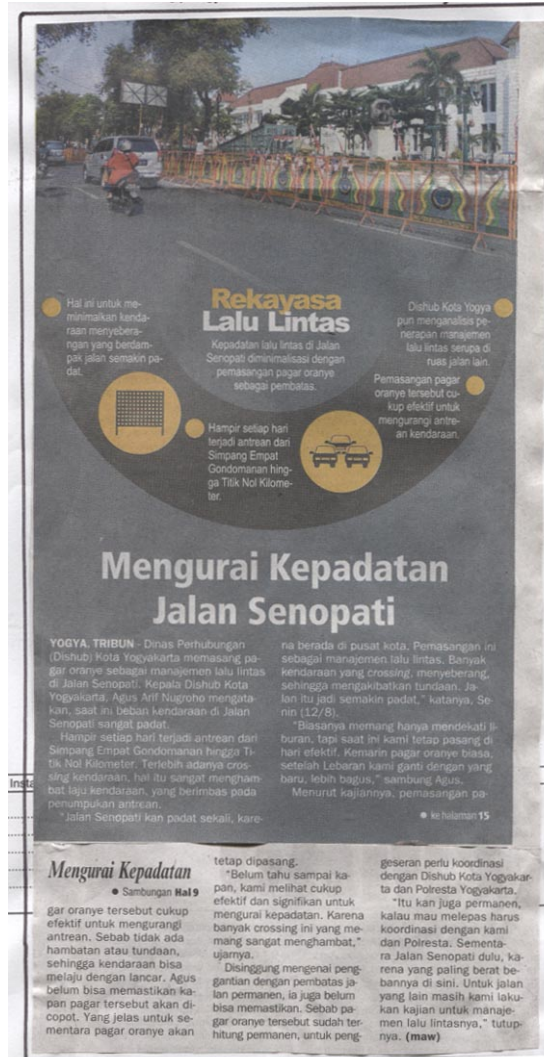 Rekayasa
Lalu Lintas
Kepadatan lalu lintas di Jalan
Senopati diminimalisasi dengan
pemasangan pagar oranye
sebagai pembatas.
Hal ini untuk me-
minimalkan kenda-
raan menyebera-
ngan yang berdam-
pak jalan semakin pa-
dat.
Hampir setiap hari
terjadi antrean dari
Simpang Empat
Gondomanan hing-
ga Titik Nol Kilome-
ter.
Dishub Kota Yogya
pun menganalisis pe-
nerapan manajemen
lalu lintas serupa di
ruas jalan lain.
Pemasangan pagar
oranye tersebut cu-
kup efektif untuk
mengurangi antre-
an kendaraan.
Mengurai Kepadatan
Jalan Senopati
YOGYA, TRIBUN - Dinas Perhubungan
(Dishub) Kota Yogyakarta memasang pa-
gar oranye sebagai manajemen lalu lintas
di Jalan Senopati. Kepala Dishub Kota
Yogyakarta, Agus Arif Nugroho mengata-
kan, saat ini beban kendaraan di Jalan
Senopati sangat padat.
Hampir setiap hari terjadi antrean dari
Simpang Empat Gondomanan hingga Ti-
tik Nol Kilometer. Terlebih adanya cros-
sing kendaraan, hal itu sangat mengham-
bat laju kendaraan, yang berimbas pada
penumpukan antrean.
"Jalan Senopati kan padat sekali, kare-
na berada di pusat kota. Pemasangan ini
sebagai manajemen lalu lintas. Banyak
kendaraan yang crossing, menyeberang,
sehingga mengakibatkan tundaan. Ja-
lan itu jadi semakin padat," katanya, Se
nin (12/8).
"Biasanya memang hanya mendekati li-
buran, tapi saat ini kami tetap pasang di
hari efektif. Kemarin pagar oranye biasa,
setelah Lebaran kami ganti dengan yang
baru, lebih bagus," sambung Agus.
Menurut kajiannya, pemasangan pa-
● ke halaman 15
Insta
Mengurai Kepadatan
● Sambungan Hal 9
gar oranye tersebut cukup
efektif untuk mengurangi
antrean. Sebab tidak ada
hambatan atau tundaan,
sehingga kendaraan bisa
melaju dengan lancar. Agus
belum bisa memastikan ka-
pan pagar tersebut akan di-
copot. Yang jelas untuk se-
mentara pagar oranye akan
tetap dipasang.
"Belum tahu sampai ka-
pan, kami melihat cukup
efektif dan signifikan untuk
mengurai kepadatan. Karena
banyak crossing ini yang me-
mang sangat menghambat,"
ujarnya.
Disinggung mengenai peng-
gantian dengan pembatas ja-
lan permanen, ia juga belum
bisa memastikan. Sebab pa-
gar oranye tersebut sudah ter-
hitung permanen, untuk peng-
geseran perlu koordinasi
dengan Dishub Kota Yogyakar-
ta dan Polresta Yogyakarta.
"Itu kan juga permanen,
kalau mau melepas harus
koordinasi dengan kami
dan Polresta. Sementa-
ra Jalan Senopati dulu, ka-
rena yang paling berat be-
bannya di sini. Untuk jalan
yang lain masih kami laku-
kan kajian untuk manaje-
men lalu lintasnya," tutup-
nya. (maw)